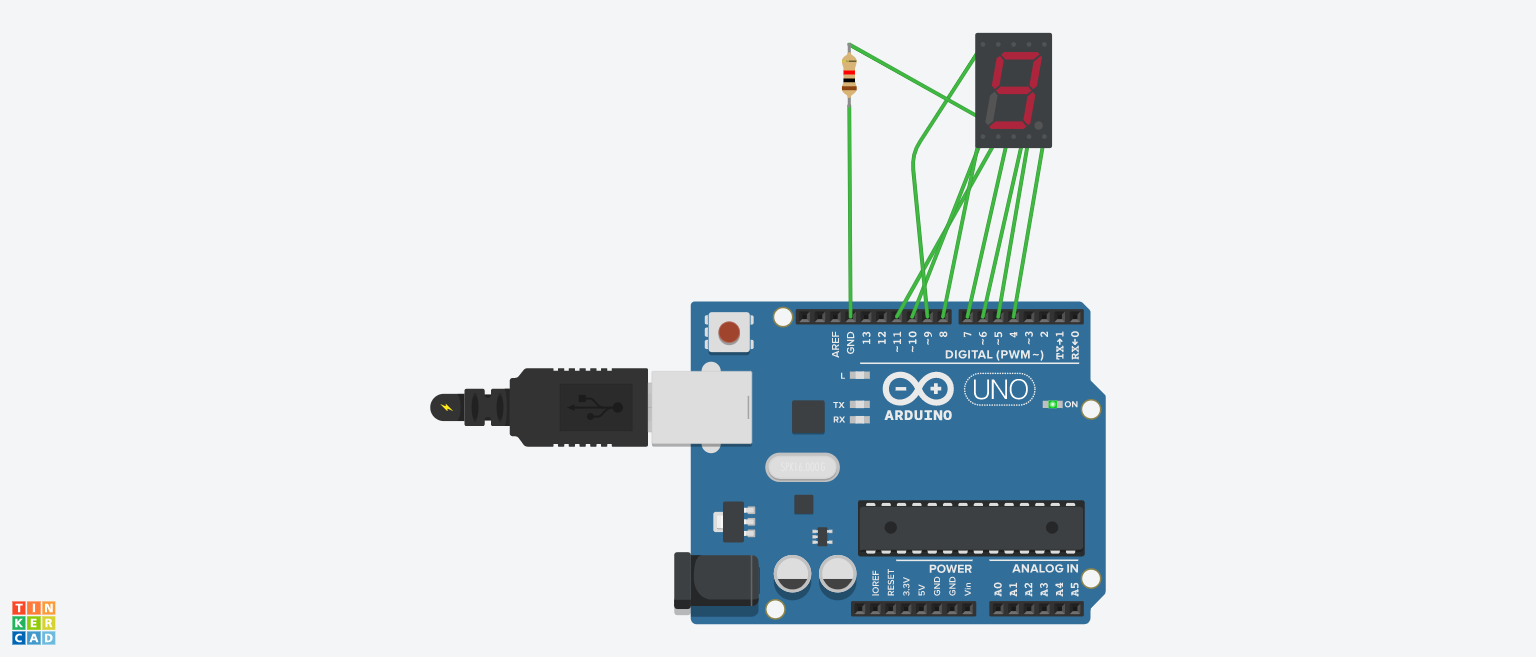 AREF
GND
13
12
~11
~10
~9
8
7
~6
~5
4
~3
2
TX→1
RX←0
DIGITAL (PWM~)
L
TX
RX
ARDUINO
UNO
ON
POWER
ANALOG IN
IOREF
RESET
3.3V
5V
GND
GND
Vin
A0
A1
A2
A3
A4
A5
9
TIN
KER
CAD